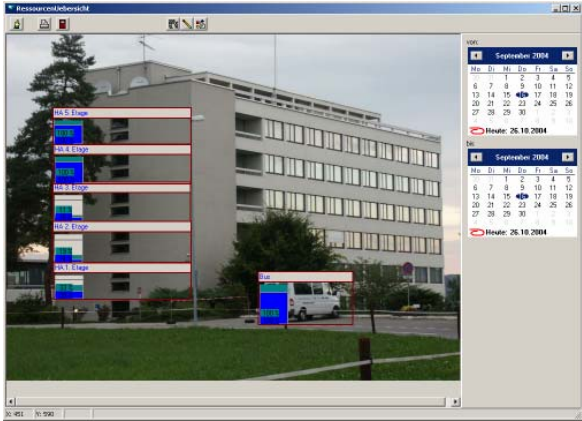 RessourcenUebersicht
von:
September 2004
Mo Di Mi Do Fr Sa So
1 2 3 4 5
6 7 8 9 10 11 12
13 14 15 16 17 18 19
20 21 22 23 24 25 26
27 28 29 30
Heute: 26.10.2004
bis
September 2004
Mo Di Mi Do Fr Sa So
1 2 3 4 5
6 7 8 9 10 11 12
13 14 15 16 17 18 19
20 21 22 23 24 25 26
27 28 29 30
Heute: 26.10.2004
HA 5. Etage
HA 4. Etage
HA 3. Etage
HA 2. Etage
HA 1. Etage
Bus
X: 451 Y: 590